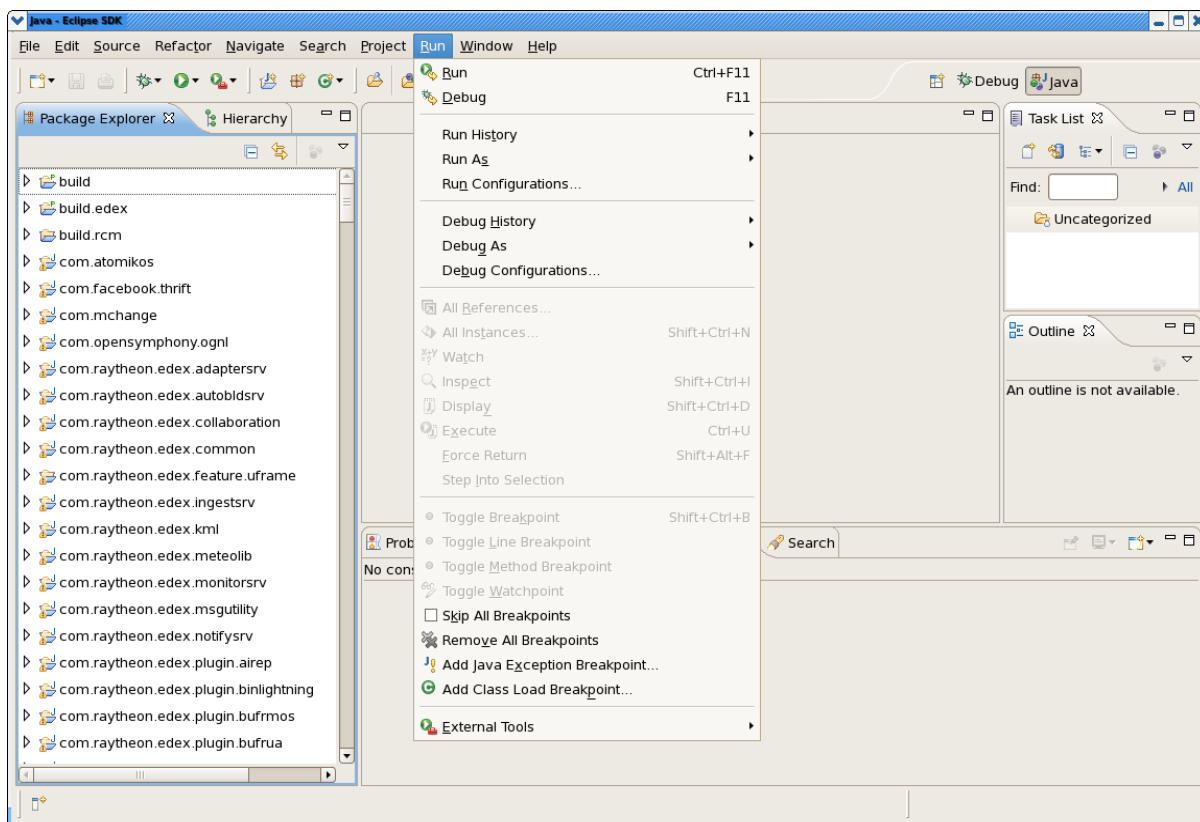 Java - Eclipse SDK
File Edit Source Refactor Navigate Search Project Run Window Help
Debug Java
Package Explorer Hierarchy
build
build.edex
build.rcm
com.atomikos
com.facebook.thrift
com.mchange
com.opensymphony.ognl
com.raytheon.edex.adaptersrv
com.raytheon.edex.autobldsrv
com.raytheon.edex.collaboration
com.raytheon.edex.common
com.raytheon.edex.feature.uframe
com.raytheon.edex.ingestsrv
com.raytheon.edex.kml
com.raytheon.edex.meteolib
com.raytheon.edex.monitorsrv
com.raytheon.edex.msgutility
com.raytheon.edex.notifysrv
com.raytheon.edex.plugin.airep
com.raytheon.edex.plugin.binlightning
com.raytheon.edex.plugin.bufrmos
com.raytheon.edex.plugin.bufrua
Run Ctrl+F11
Debug F11
Run History
Run As
Run Configurations...
Debug History
Debug As
Debug Configurations...
All References...
All Instances... Shift+Ctrl+N
Watch
Inspect Shift+Ctrl+I
Display Shift+Ctrl+D
Execute Ctrl+U
Force Return Shift+Alt+F
Step Into Selection
Toggle Breakpoint Shift+Ctrl+B
Toggle Line Breakpoint
Toggle Method Breakpoint
Toggle Watchpoint
Skip All Breakpoints
Remove All Breakpoints
Add Java Exception Breakpoint...
Add Class Load Breakpoint...
External Tools
Task List
Find: All
Uncategorized
Outline
An outline is not available.
Prob Search
No cons